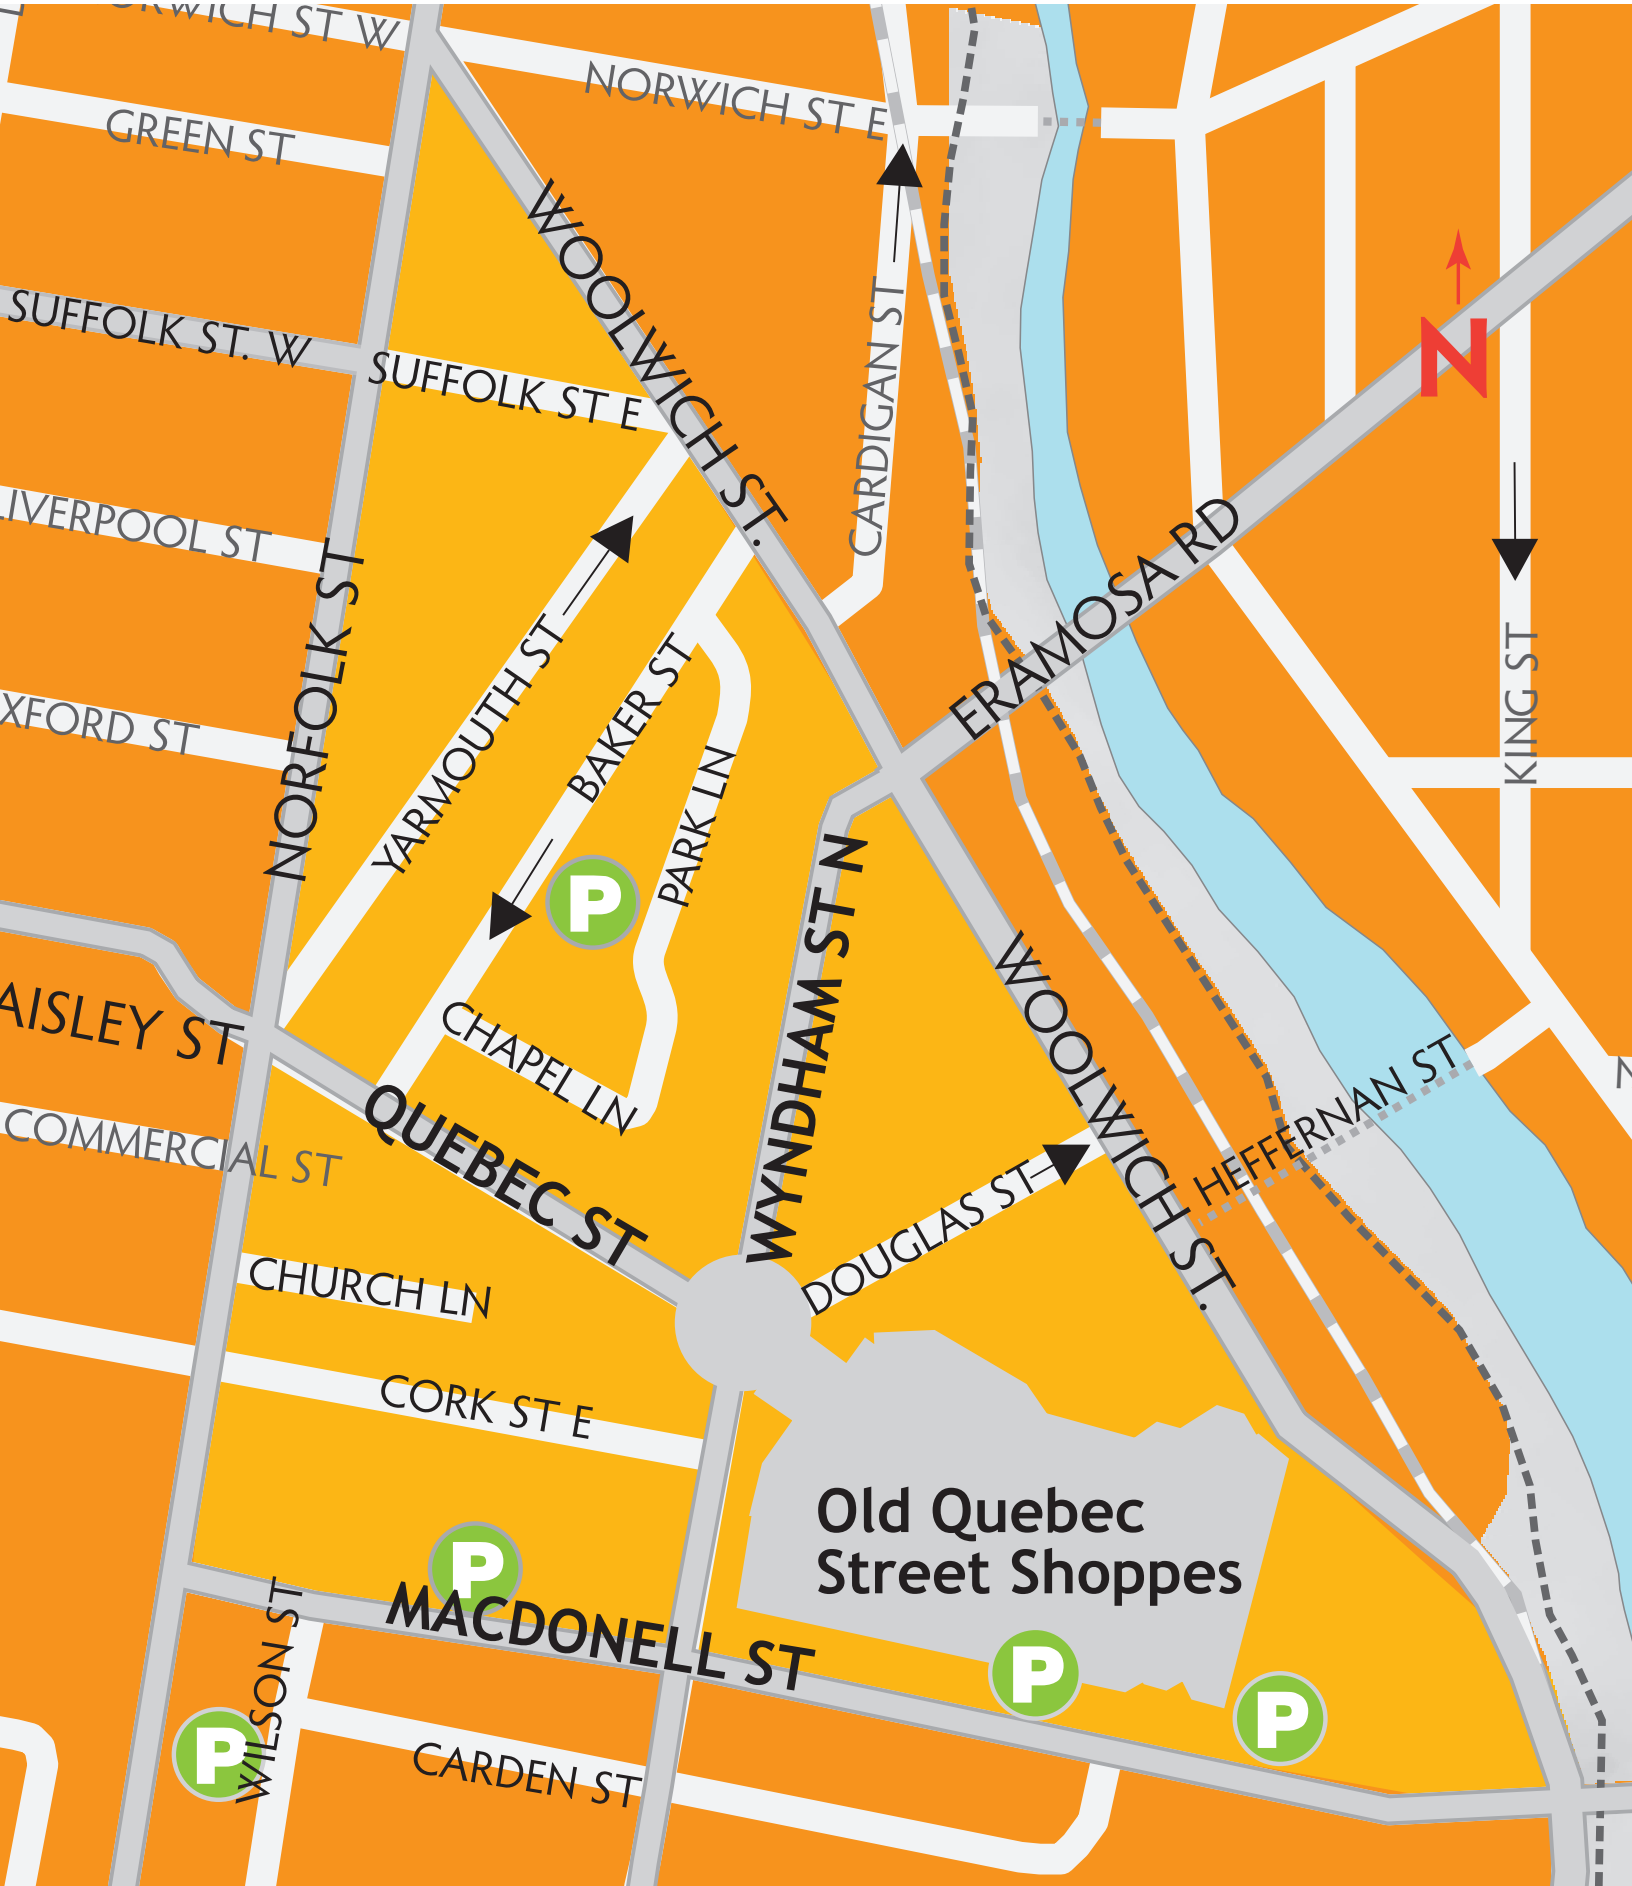 NORWICH ST W
NORWICH ST E
GREEN ST
WOOLWICH ST.
SUFFOLK ST. W
SUFFOLK ST E
CARDIGAN ST
N
LIVERPOOL ST
ERAMOSA RD
NORFOLK ST
YARMOUTH ST
BAKER ST
KING ST
XFORD ST
PARK LN
P
WYNDHAM ST N
AISLEY ST
WOOLWICH ST.
CHAPEL LN
HEFFERNAN ST
N
QUEBEC ST
COMMERCIAL ST
DOUGLAS ST
CHURCH LN
CORK ST E
Old Quebec
Street Shoppes
P
MACDONELL ST
WILSON ST
P
P
P
CARDEN ST